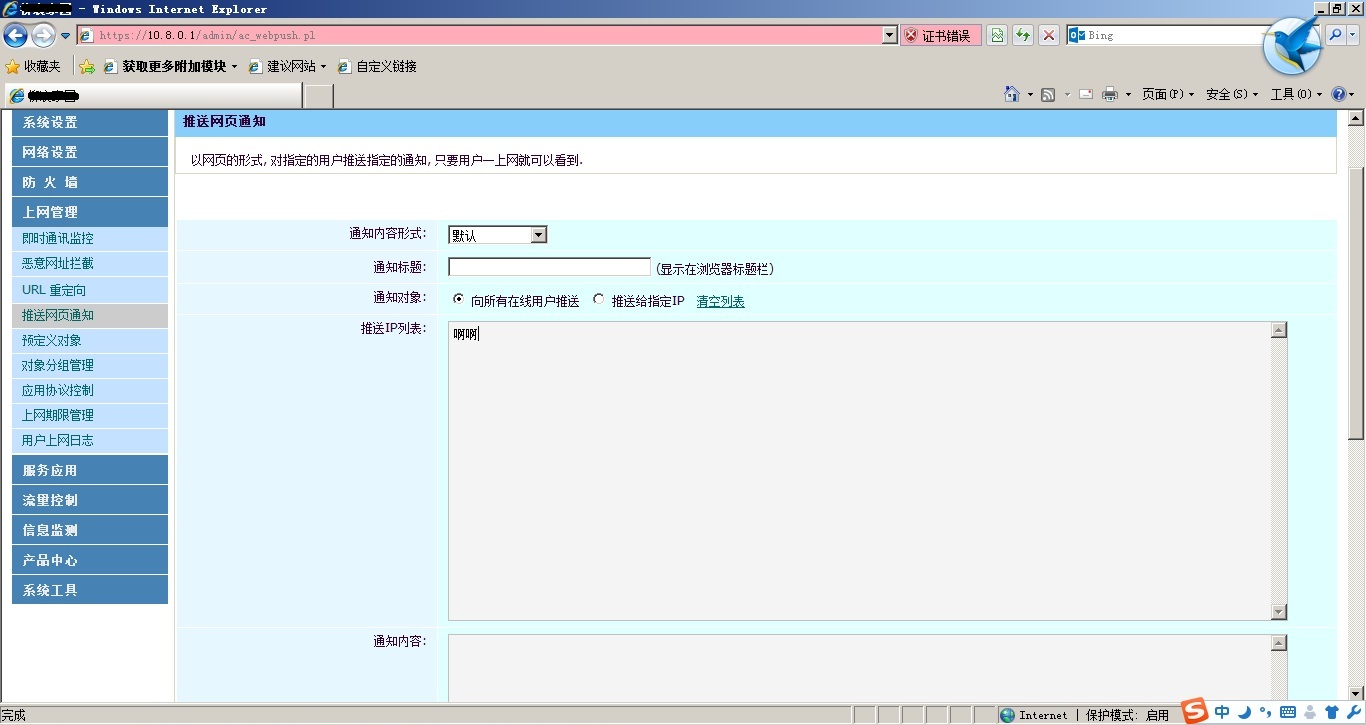 - Windows Internet Explorer
https://10.8.0.1/admin/ac_webpush.pl
证书错误
Bing
收藏夹
获取更多附加模块
建议网站
自定义链接
页面(P)
安全(S)
工具(O)
系统设置
网络设置
防 火 墙
上网管理
即时通讯监控
恶意网址拦截
URL 重定向
推送网页通知
预定义对象
对象分组管理
应用协议控制
上网期限管理
用户上网日志
服务应用
流量控制
信息监测
产品中心
系统工具
推送网页通知
以网页的形式,对指定的用户推送指定的通知,只要用户一上网就可以看到.
通知内容形式: 默认
通知标题: (显示在浏览器标题栏)
通知对象: 向所有在线用户推送 推送给指定IP 清空列表
推送IP列表: 啊啊
通知内容:
完成
Internet | 保护模式: 启用
S 中